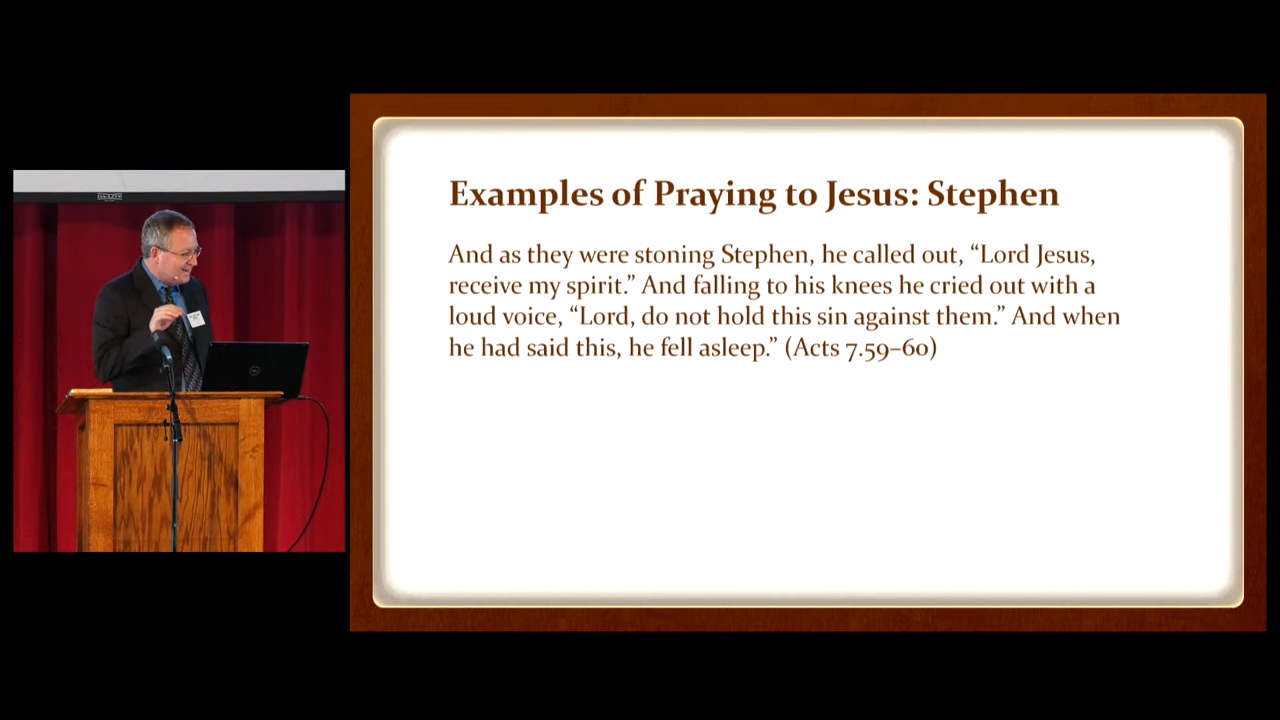 Examples of Praying to Jesus: Stephen
And as they were stoning Stephen, he called out, “Lord Jesus,
receive my spirit.” And falling to his knees he cried out with a
loud voice, “Lord, do not hold this sin against them.” And when
he had said this, he fell asleep.” (Acts 7.59–60)